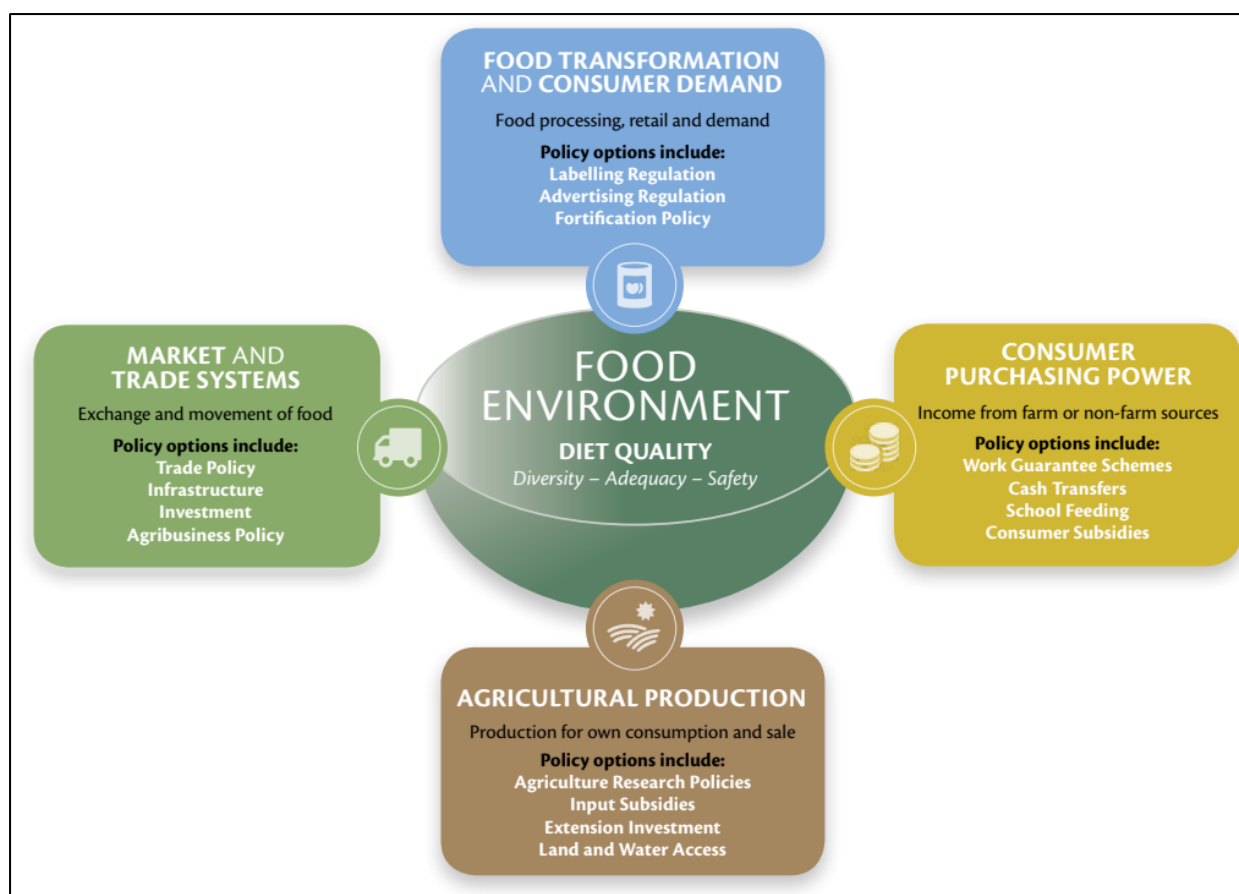 FOOD TRANSFORMATION
AND CONSUMER DEMAND
Food processing, retail and demand
Policy options include:
Labelling Regulation
Advertising Regulation
Fortification Policy
MARKET AND
TRADE SYSTEMS
Exchange and movement of food
Policy options include:
Trade Policy
Infrastructure
Investment
Agribusiness Policy
FOOD
ENVIRONMENT
DIET QUALITY
Diversity – Adequacy – Safety
CONSUMER
PURCHASING POWER
Income from farm or non-farm sources
Policy options include:
Work Guarantee Schemes
Cash Transfers
School Feeding
Consumer Subsidies
AGRICULTURAL PRODUCTION
Production for own consumption and sale
Policy options include:
Agriculture Research Policies
Input Subsidies
Extension Investment
Land and Water Access